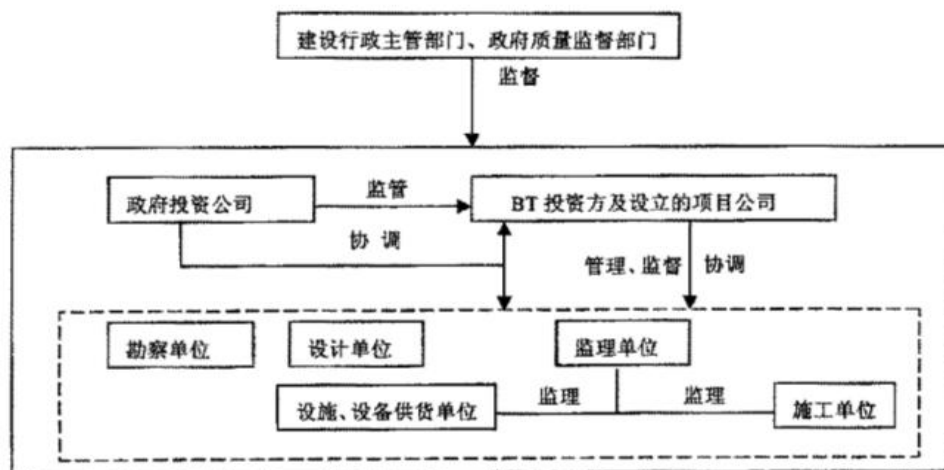 建设行政主管部门、政府质量监督部门
监督
政府投资公司
监管
BT 投资方及设立的项目公司
协 调
管理、监督
协调
勘察单位
设计单位
监理单位
设施、设备供货单位
监理
监理
施工单位